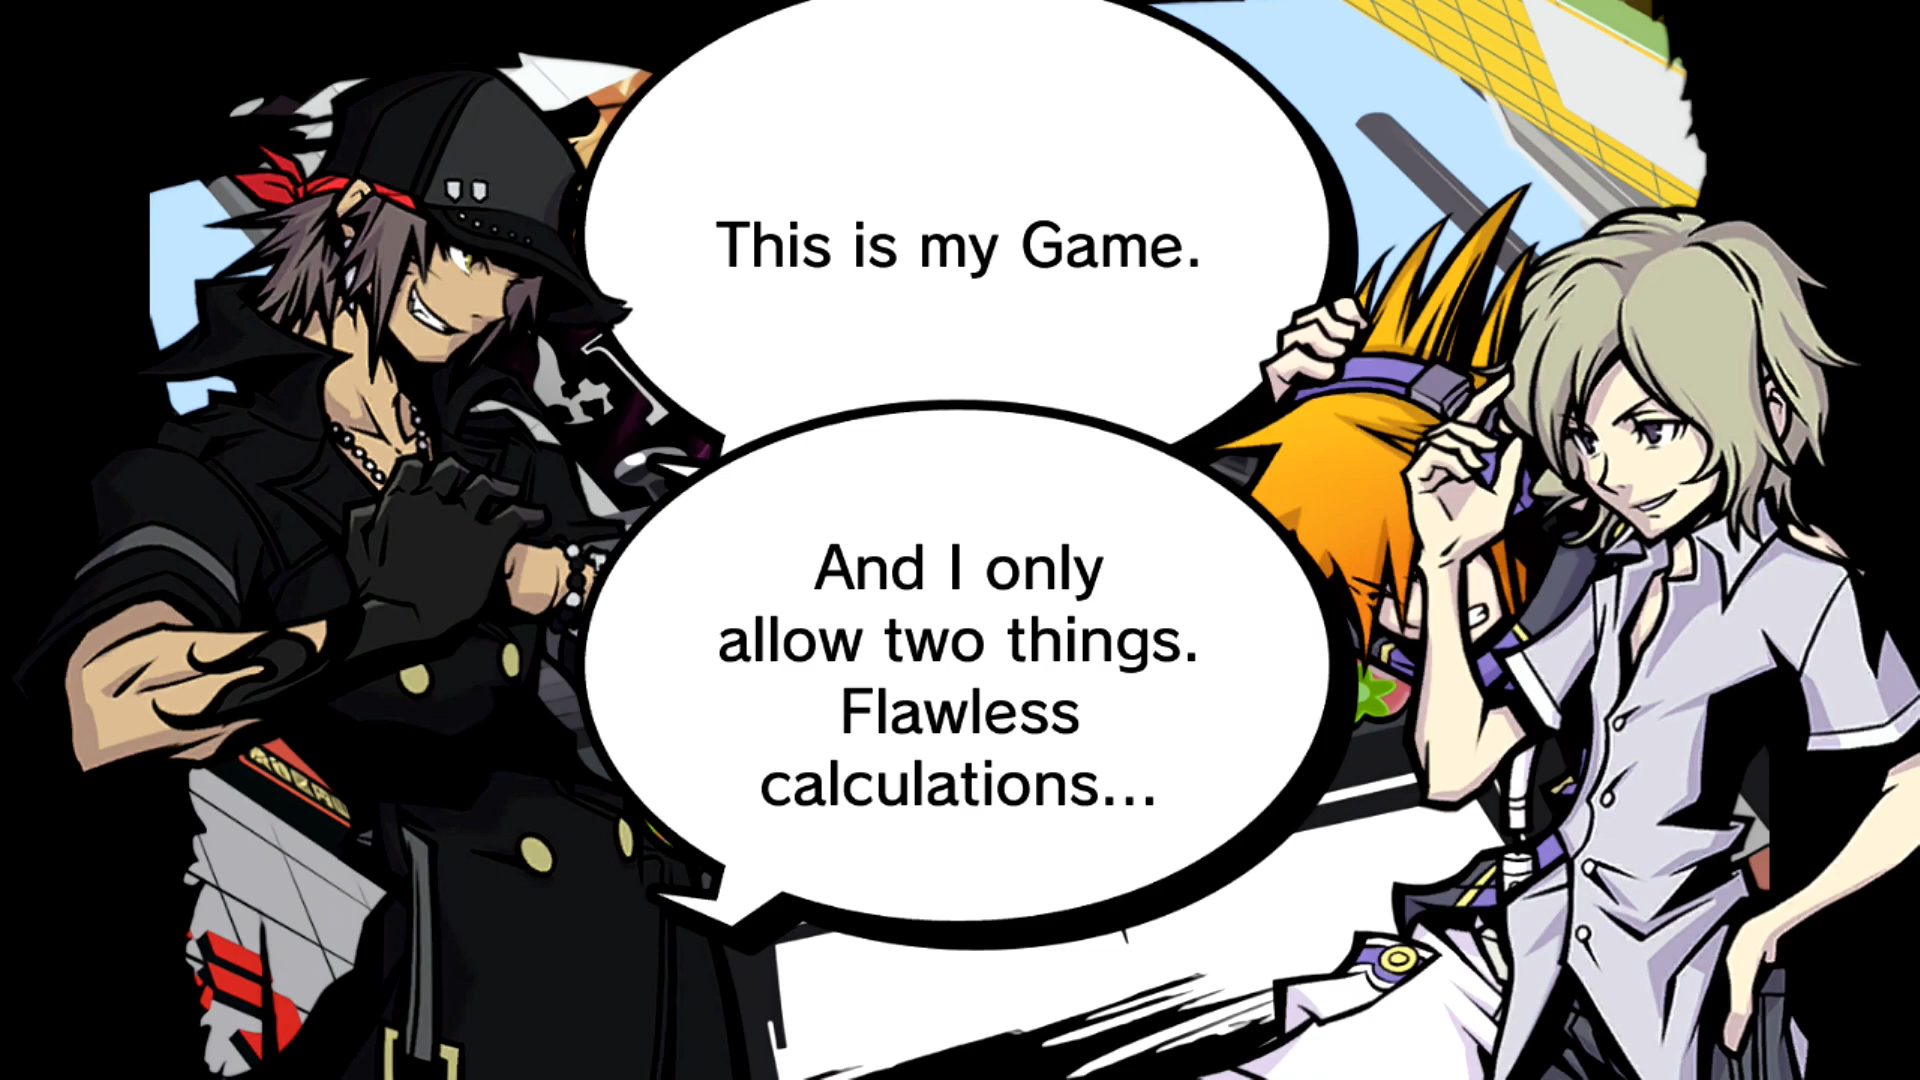 This is my Game.
And I only
allow two things.
Flawless
calculations...